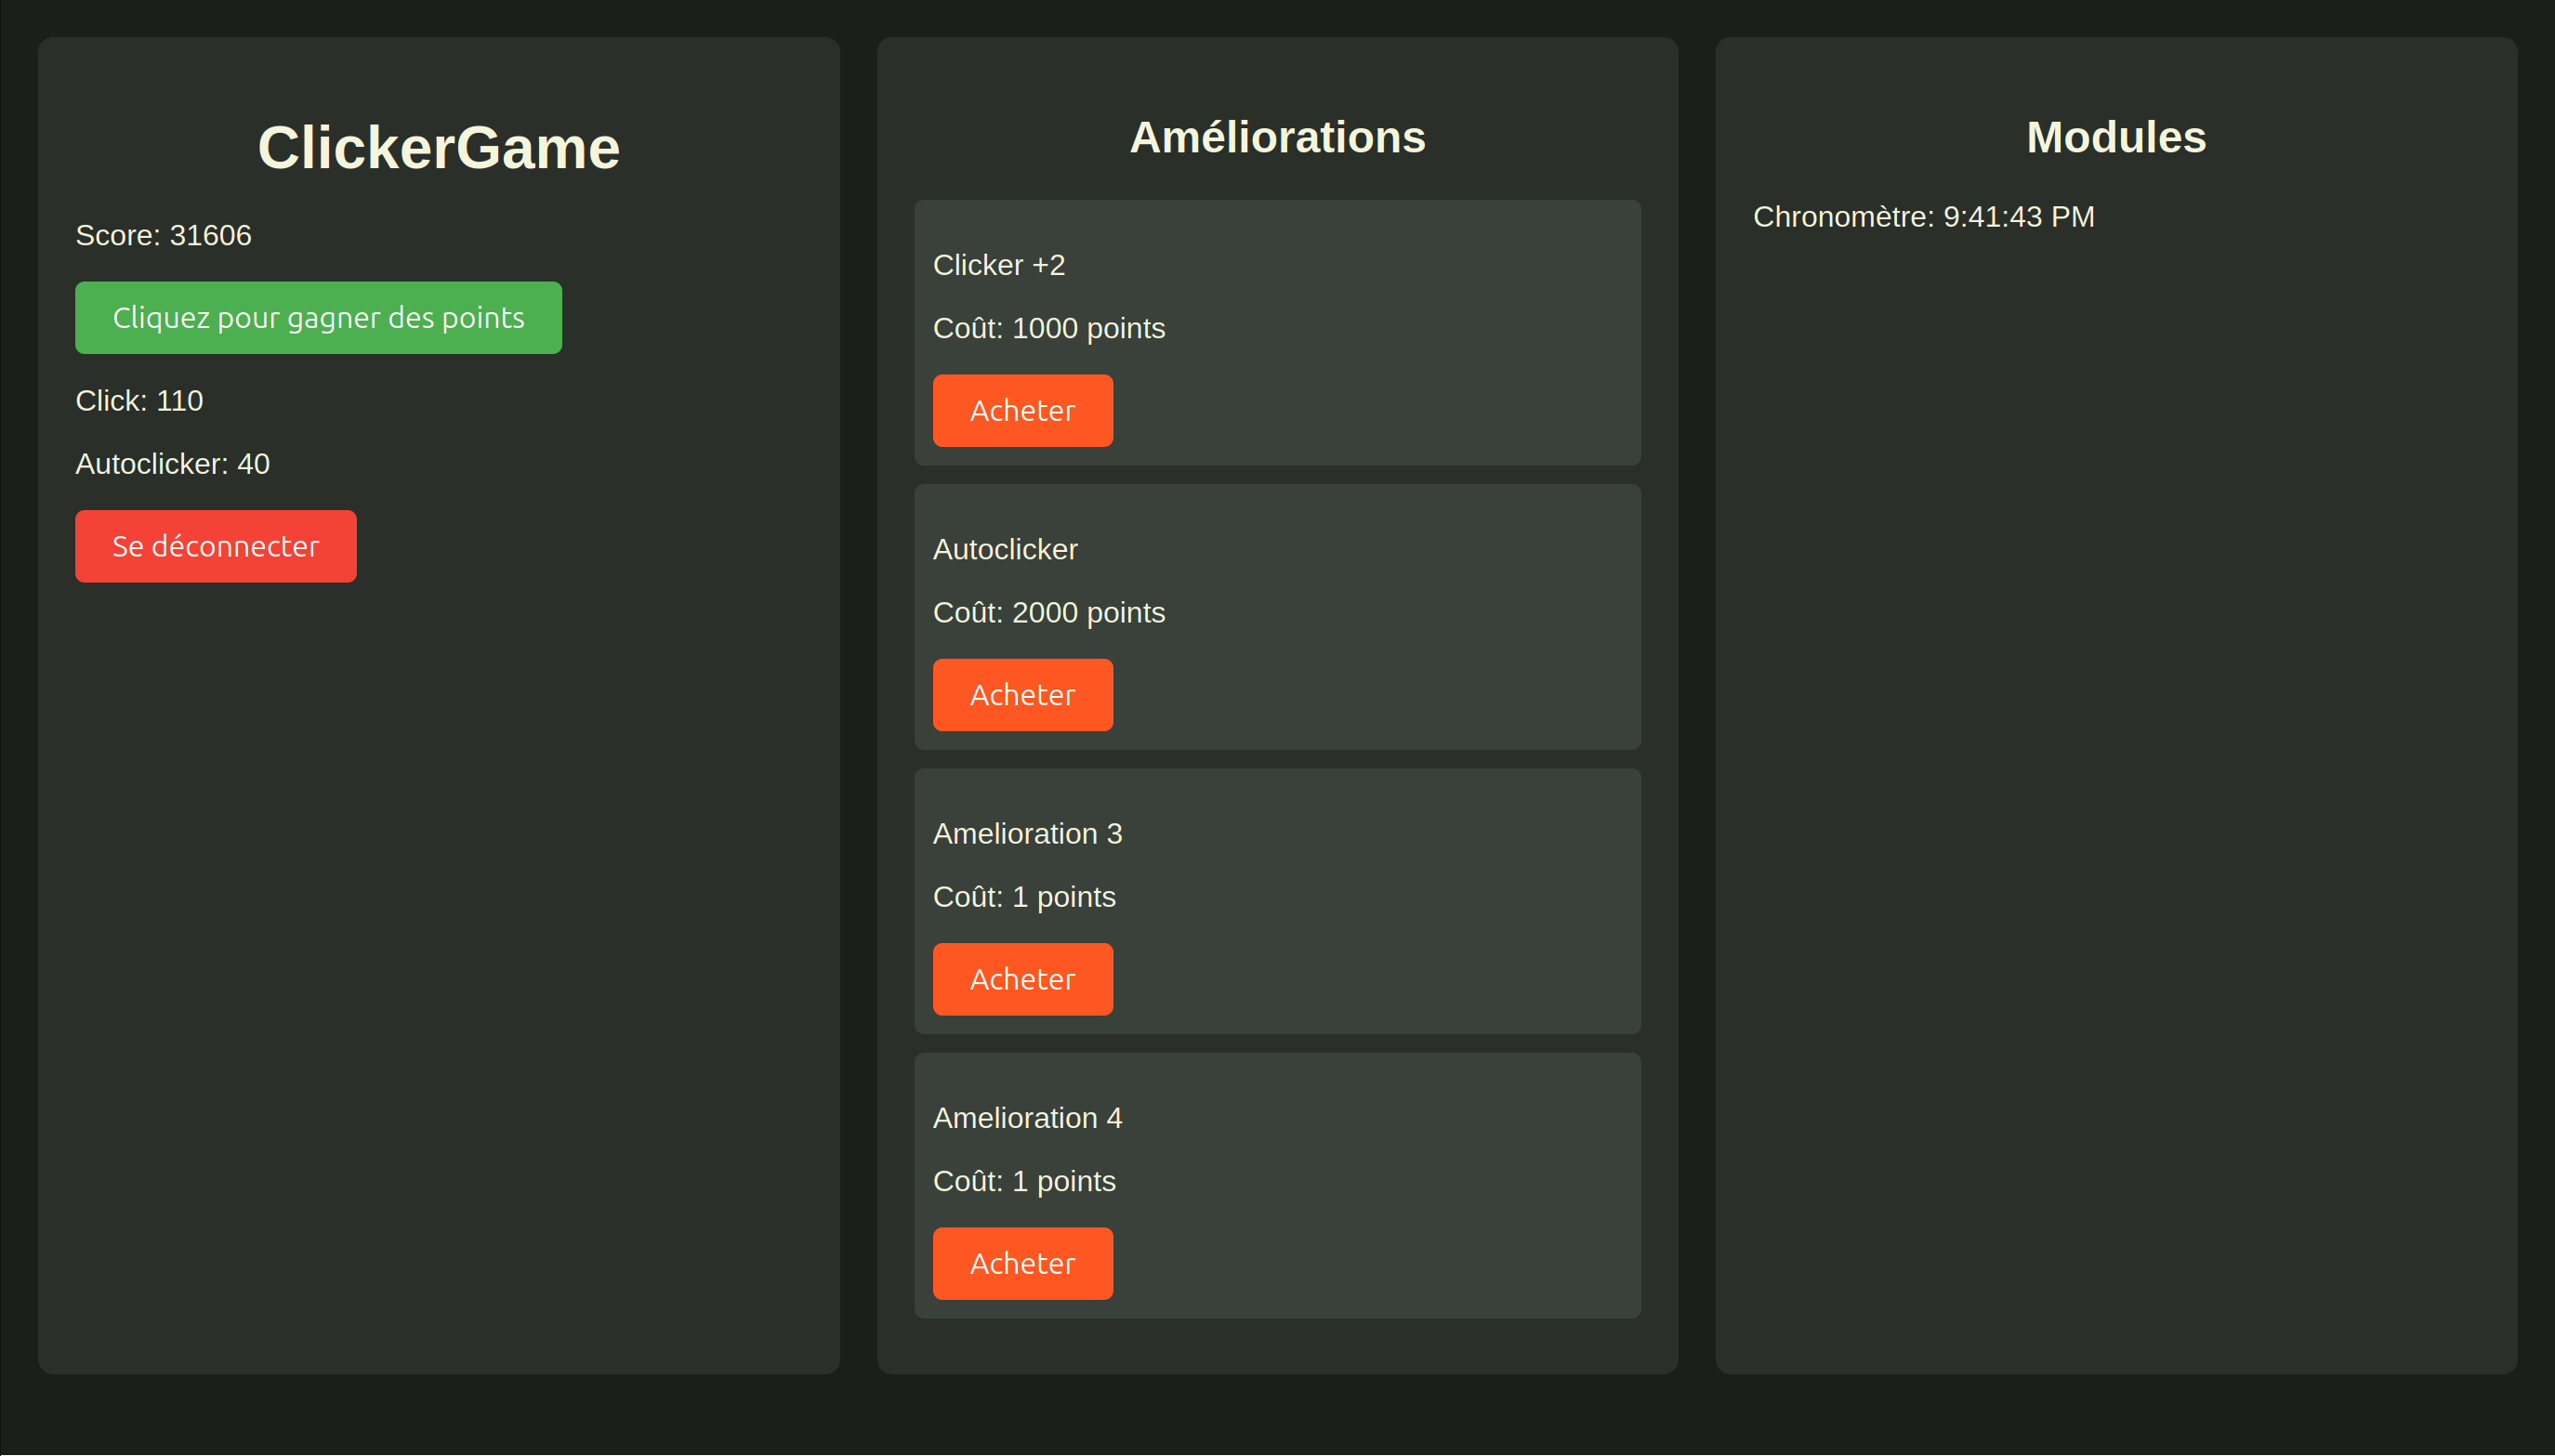 ClickerGame
Score: 31606
Cliquez pour gagner des points
Click: 110
Autoclicker: 40
Se déconnecter
Améliorations
Clicker +2
Coût: 1000 points
Acheter
Autoclicker
Coût: 2000 points
Acheter
Amelioration 3
Coût: 1 points
Acheter
Amelioration 4
Coût: 1 points
Acheter
Modules
Chronomètre: 9:41:43 PM